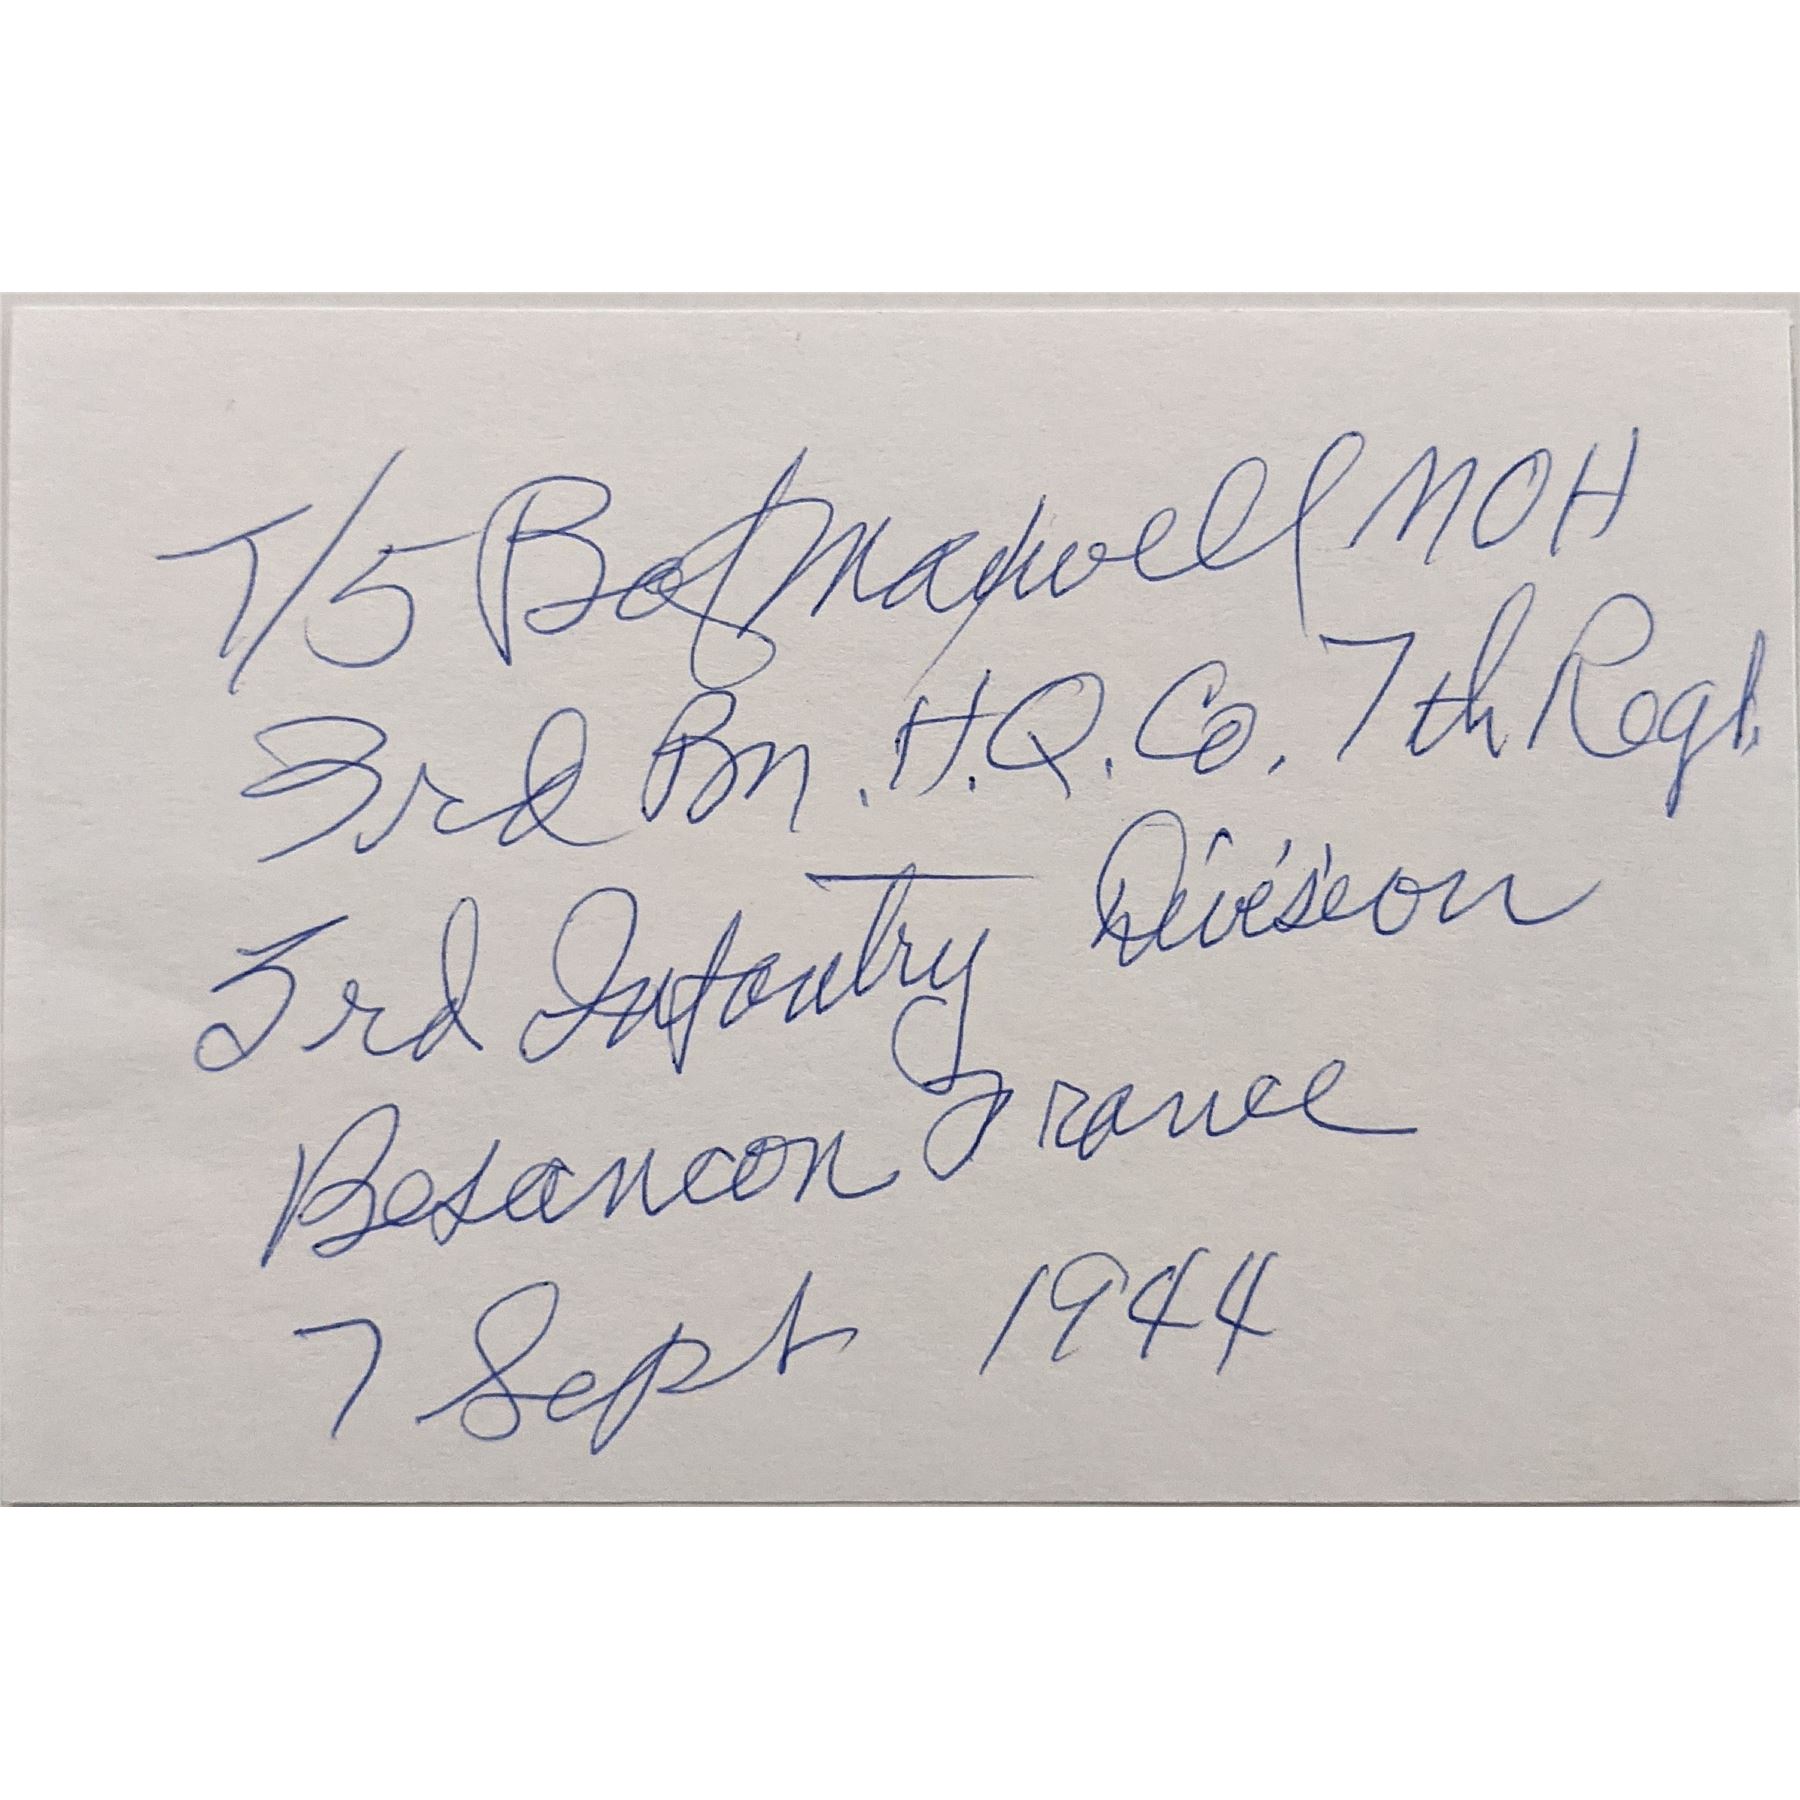 T/5 Bob Maxwell MOH
3rd Bn. H.Q. Co. 7th Regt.
3rd Infantry Division
Besancon France
7 Sept 1944